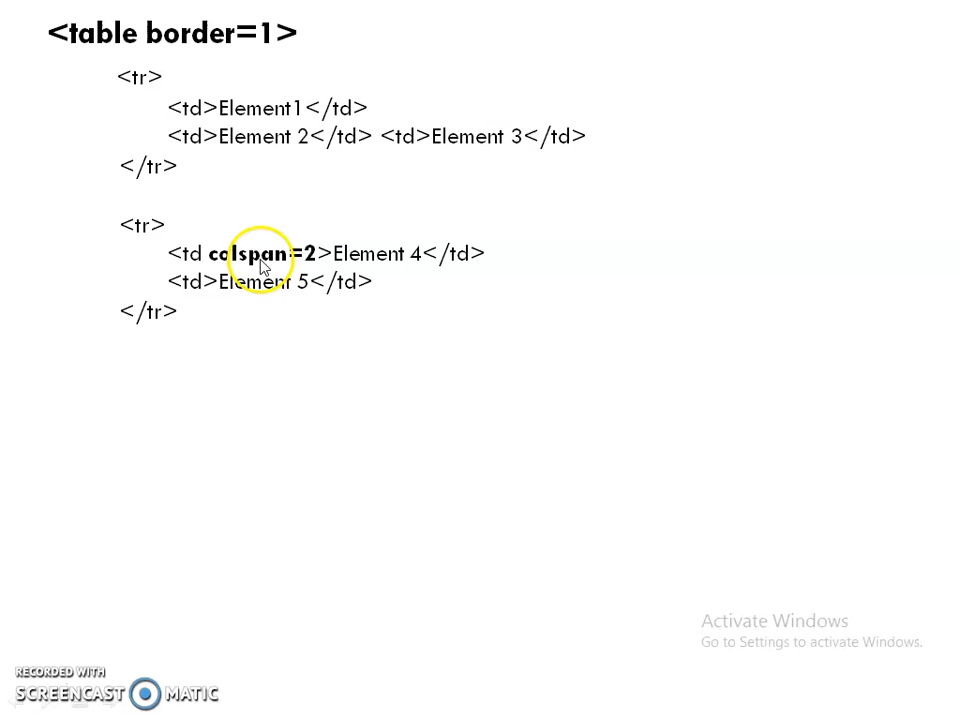 <table border=1>
<tr>
<td>Element1</td>
<td>Element 2</td> <td>Element 3</td>
</tr>
<tr>
<td colspan=2>Element 4</td>
<td>Element 5</td>
</tr>
Activate Windows
Go to Settings to activate Windows.
RECORDED WITH
SCREENCAST MATIC